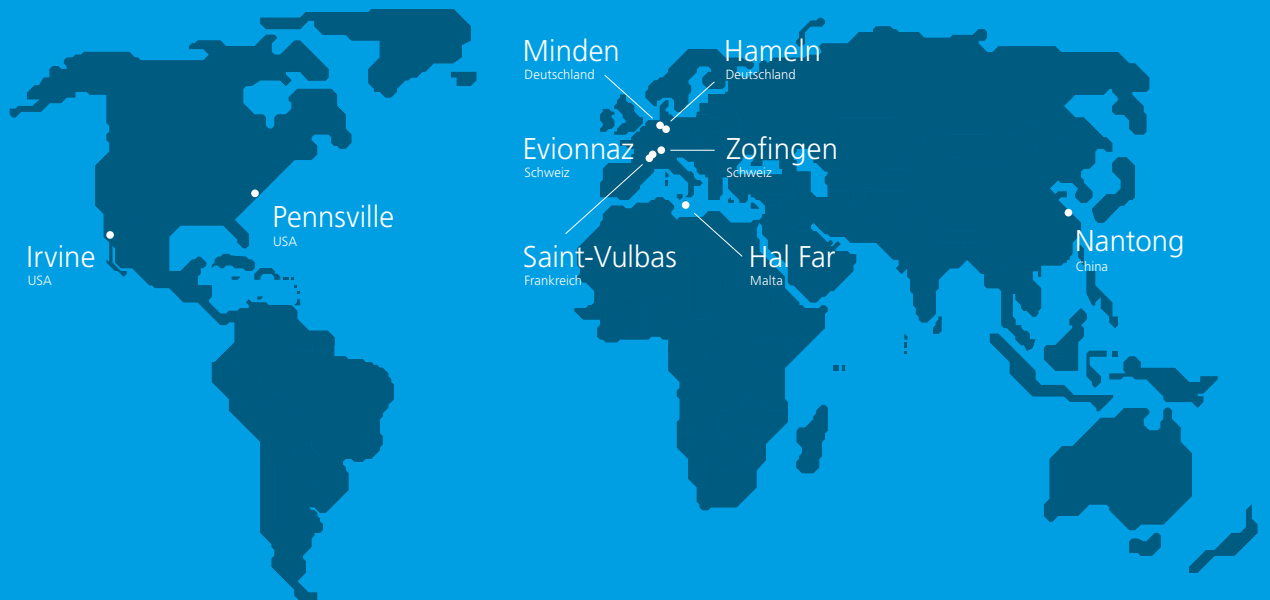 Minden
Deutschland
Hameln
Deutschland
Evionnaz
Schweiz
Zofingen
Schweiz
Pennsville
USA
Irvine
USA
Saint-Vulbas
Frankreich
Hal Far
Malta
Nantong
China